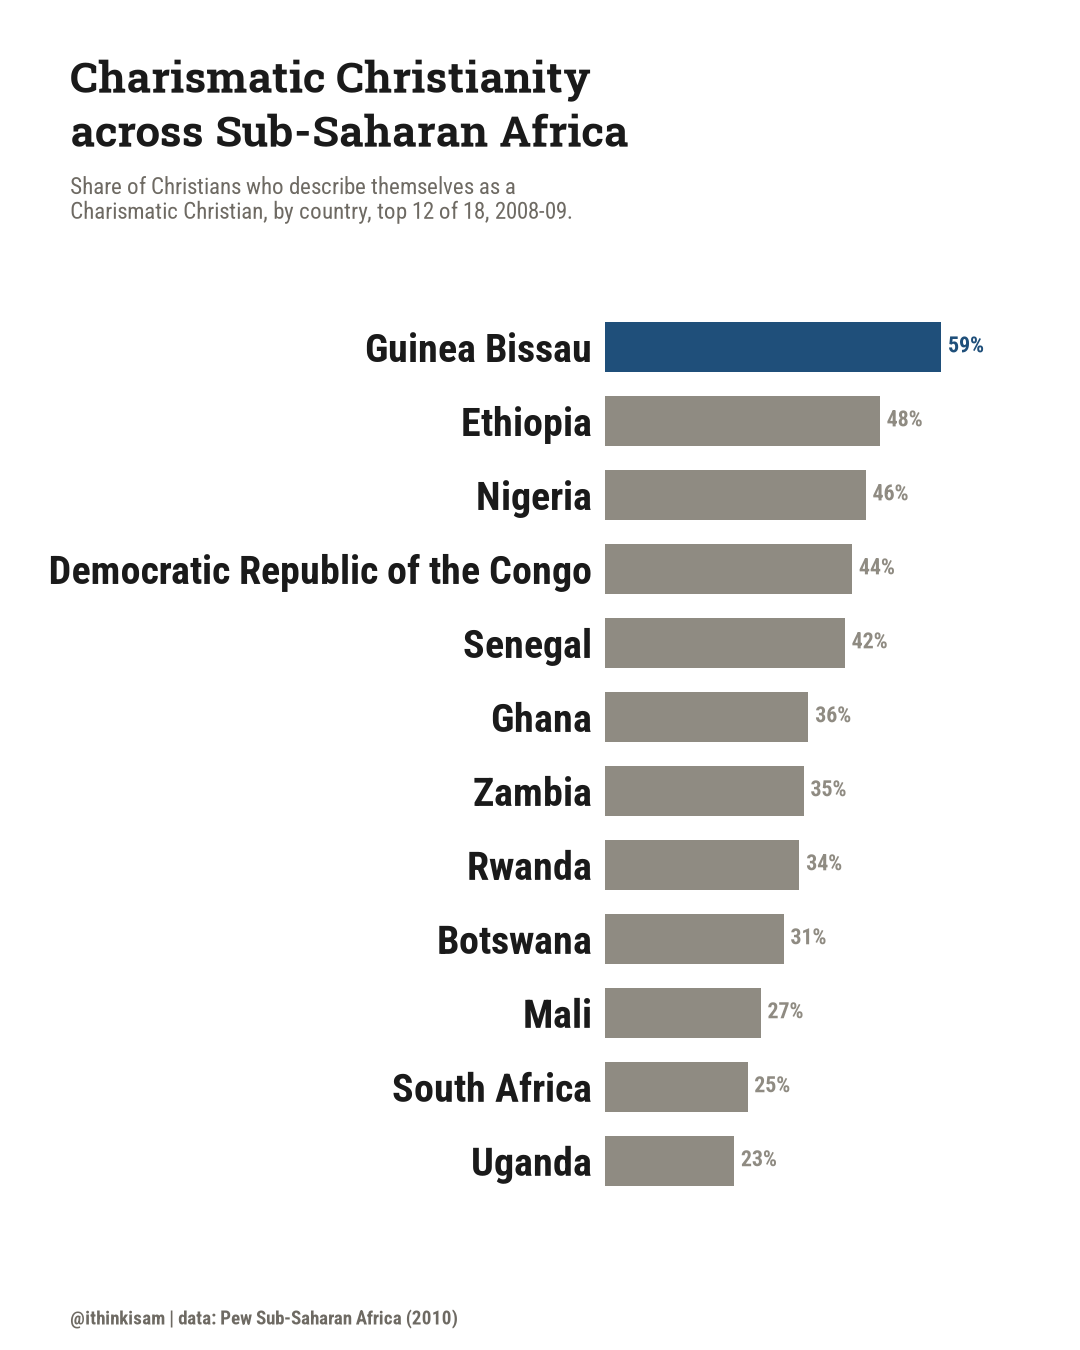 Charismatic Christianity
across Sub-Saharan Africa
Share of Christians who describe themselves as a
Charismatic Christian, by country, top 12 of 18, 2008-09.
Guinea Bissau 59%
Ethiopia 48%
Nigeria 46%
Democratic Republic of the Congo 44%
Senegal 42%
Ghana 36%
Zambia 35%
Rwanda 34%
Botswana 31%
Mali 27%
South Africa 25%
Uganda 23%
@ithinkisam | data: Pew Sub-Saharan Africa (2010)